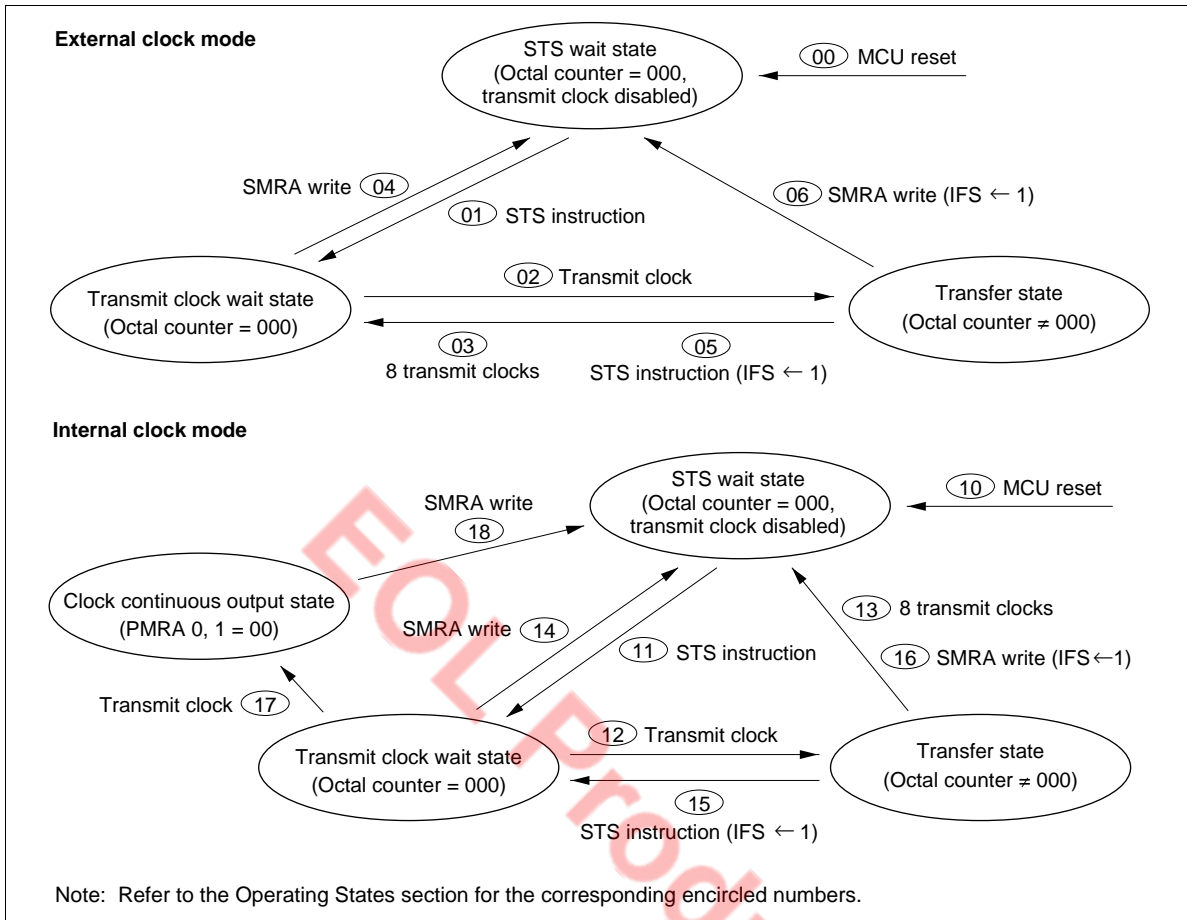 External clock mode
STS wait state
(Octal counter = 000,
transmit clock disabled)
00 MCU reset
SMRA write 04
01 STS instruction
06 SMRA write (IFS ← 1)
02 Transmit clock
Transmit clock wait state
(Octal counter = 000)
Transfer state
(Octal counter ≠ 000)
03
8 transmit clocks
05
STS instruction (IFS ← 1)
Internal clock mode
STS wait state
(Octal counter = 000,
transmit clock disabled)
10 MCU reset
SMRA write
18
Clock continuous output state
(PMRA 0, 1 = 00)
SMRA write 14
11 STS instruction
13 8 transmit clocks
16 SMRA write (IFS ←1)
Transmit clock 17
12 Transmit clock
Transmit clock wait state
(Octal counter = 000)
Transfer state
(Octal counter ≠ 000)
15
STS instruction (IFS ← 1)
Note: Refer to the Operating States section for the corresponding encircled numbers.
EOL Produ